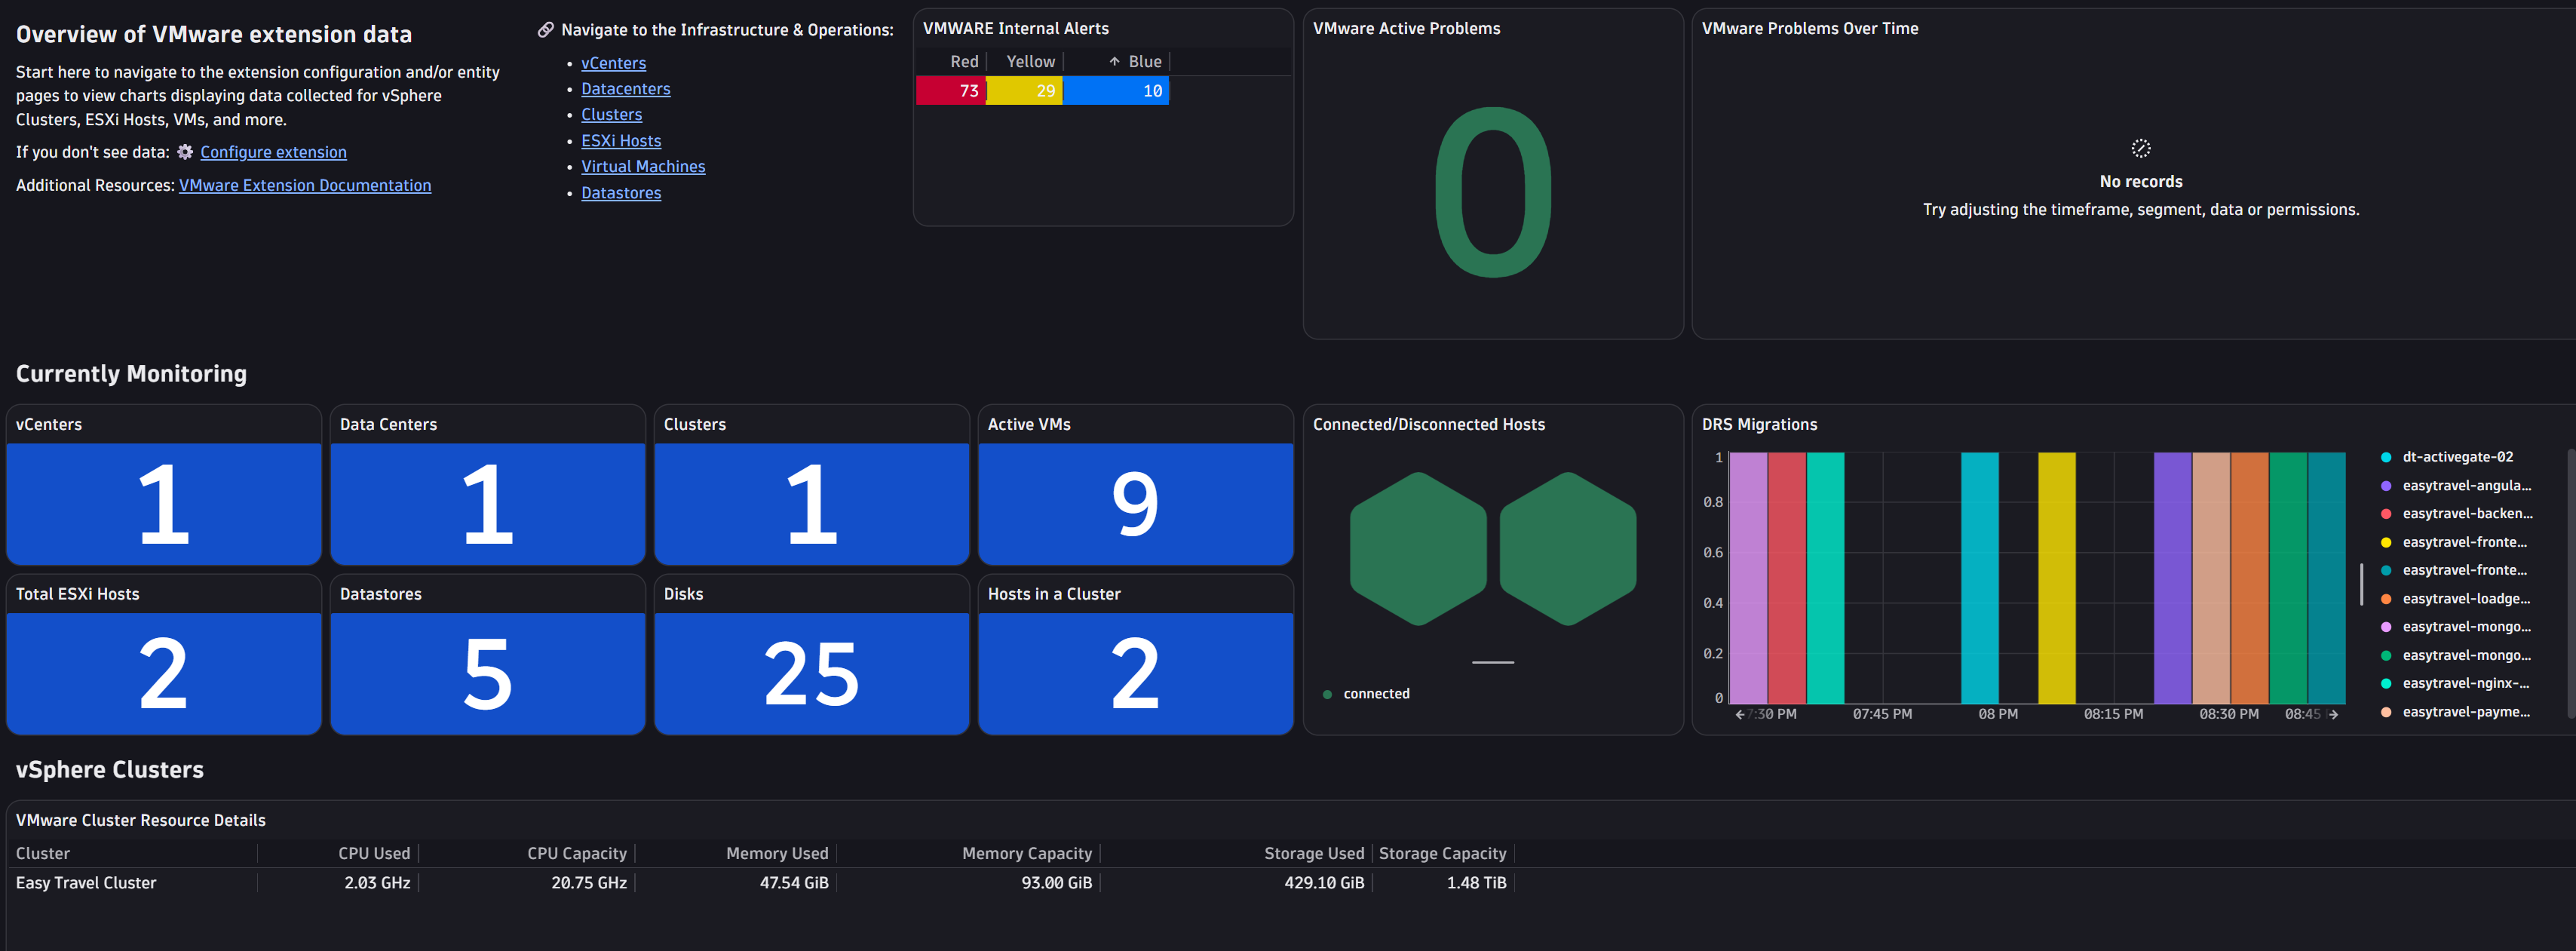 Overview of VMware extension data
Start here to navigate to the extension configuration and/or entity
pages to view charts displaying data collected for vSphere
Clusters, ESXi Hosts, VMs, and more.
If you don't see data: Configure extension
Additional Resources: VMware Extension Documentation
Navigate to the Infrastructure & Operations:
• vCenters
• Datacenters
• Clusters
• ESXi Hosts
• Virtual Machines
• Datastores
VMWARE Internal Alerts
Red Yellow ↑ Blue
73 29 10
VMware Active Problems
0
VMware Problems Over Time
No records
Try adjusting the timeframe, segment, data or permissions.
Currently Monitoring
vCenters
1
Data Centers
1
Clusters
1
Active VMs
9
Total ESXi Hosts
2
Datastores
5
Disks
25
Hosts in a Cluster
2
Connected/Disconnected Hosts
connected
DRS Migrations
1
0.8
0.6
0.4
0.2
0
7:30 PM 07:45 PM 08 PM 08:15 PM 08:30 PM 08:45
dt-activegate-02
easytravel-angula...
easytravel-backen...
easytravel-fronte...
easytravel-fronte...
easytravel-loadge...
easytravel-mongo...
easytravel-mongo...
easytravel-nginx-...
easytravel-payme...
vSphere Clusters
VMware Cluster Resource Details
Cluster CPU Used CPU Capacity Memory Used Memory Capacity Storage Used Storage Capacity
Easy Travel Cluster 2.03 GHz 20.75 GHz 47.54 GiB 93.00 GiB 429.10 GiB 1.48 TiB